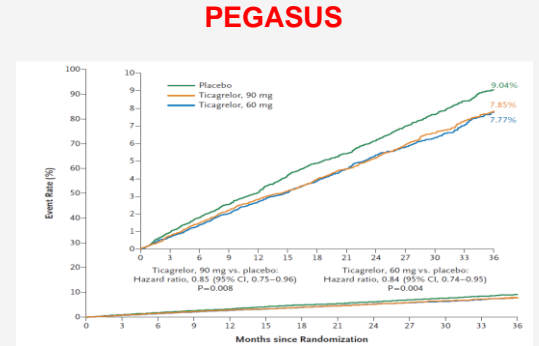 PEGASUS
100
90
80
70
60
50
40
30
20
10
0
Event Rate (%)
10
9
8
7
6
5
4
3
2
1
0
Placebo
Ticagrelor, 90 mg
Ticagrelor, 60 mg
9.04%
7.85%
7.77%
0 3 6 9 12 15 18 21 24 27 30 33 36
Ticagrelor, 90 mg vs. placebo:
Hazard ratio, 0.85 (95% CI, 0.75–0.96)
P=0.008
Ticagrelor, 60 mg vs. placebo:
Hazard ratio, 0.84 (95% CI, 0.74–0.95)
P=0.004
0 3 6 9 12 15 18 21 24 27 30 33 36
Months since Randomization